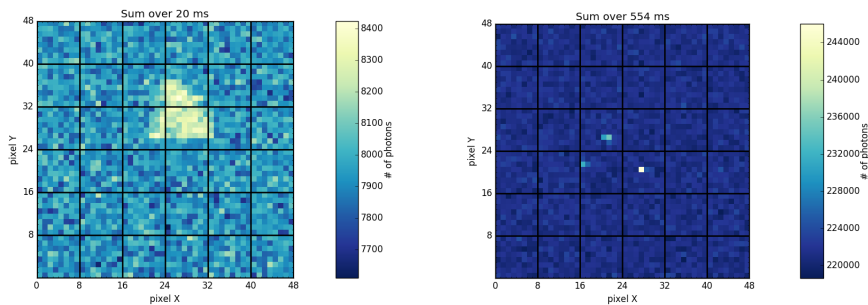 Sum over 20 ms
48
40
32
24
16
8
0 8 16 24 32 40 48
pixel X
pixel Y
8400
8300
8200
8100
8000
7900
7800
7700
# of photons
Sum over 554 ms
48
40
32
24
16
8
0 8 16 24 32 40 48
pixel X
pixel Y
244000
240000
236000
232000
228000
224000
220000
# of photons